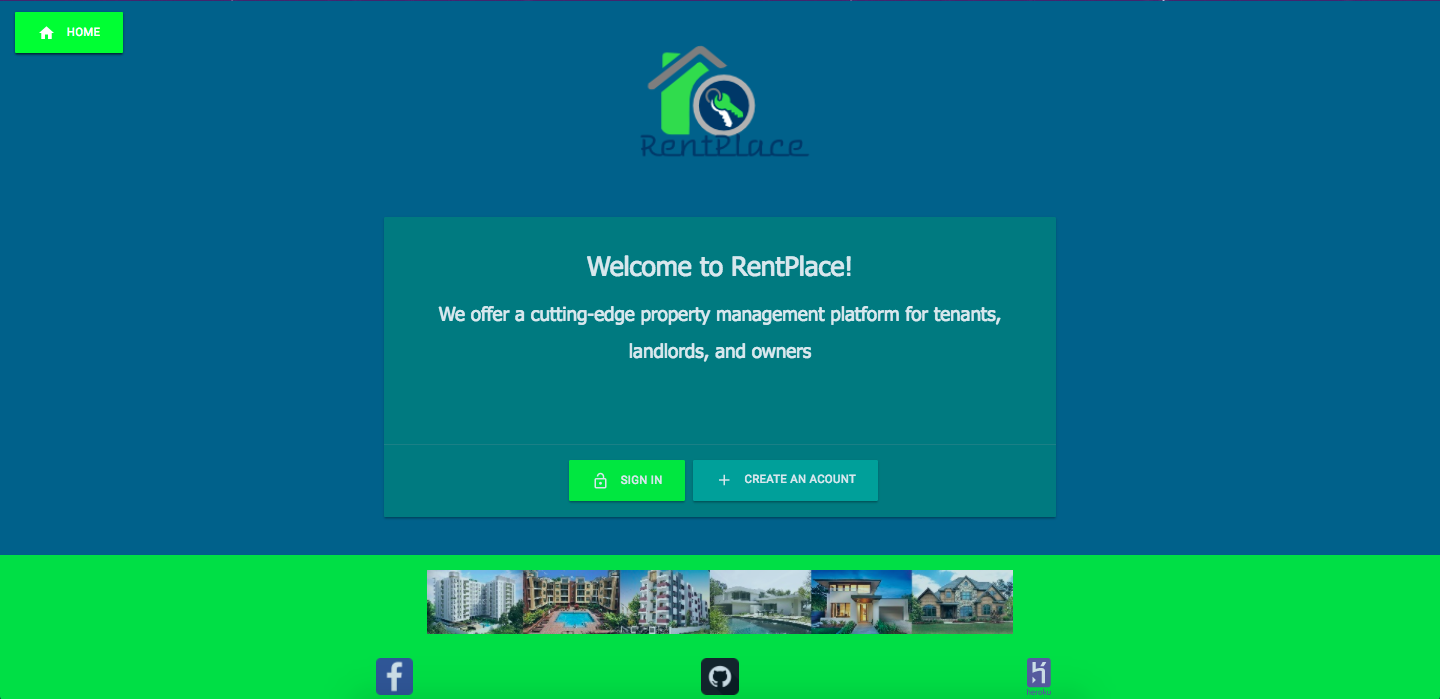 HOME
RentPlace
Welcome to RentPlace!
We offer a cutting-edge property management platform for tenants,
landlords, and owners
SIGN IN
CREATE AN ACOUNT
heroku